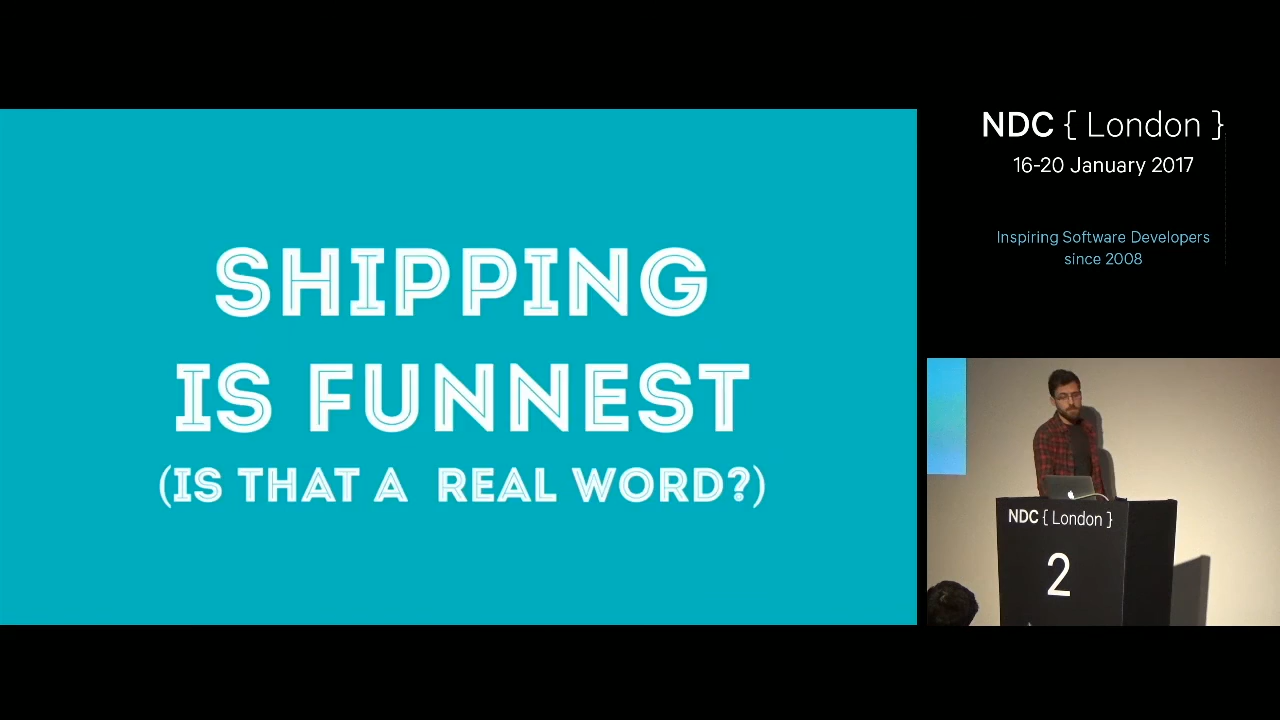 SHIPPING
IS FUNNEST
(IS THAT A REAL WORD?)
NDC { London }
16-20 January 2017
Inspiring Software Developers
since 2008
NDC { London }
2